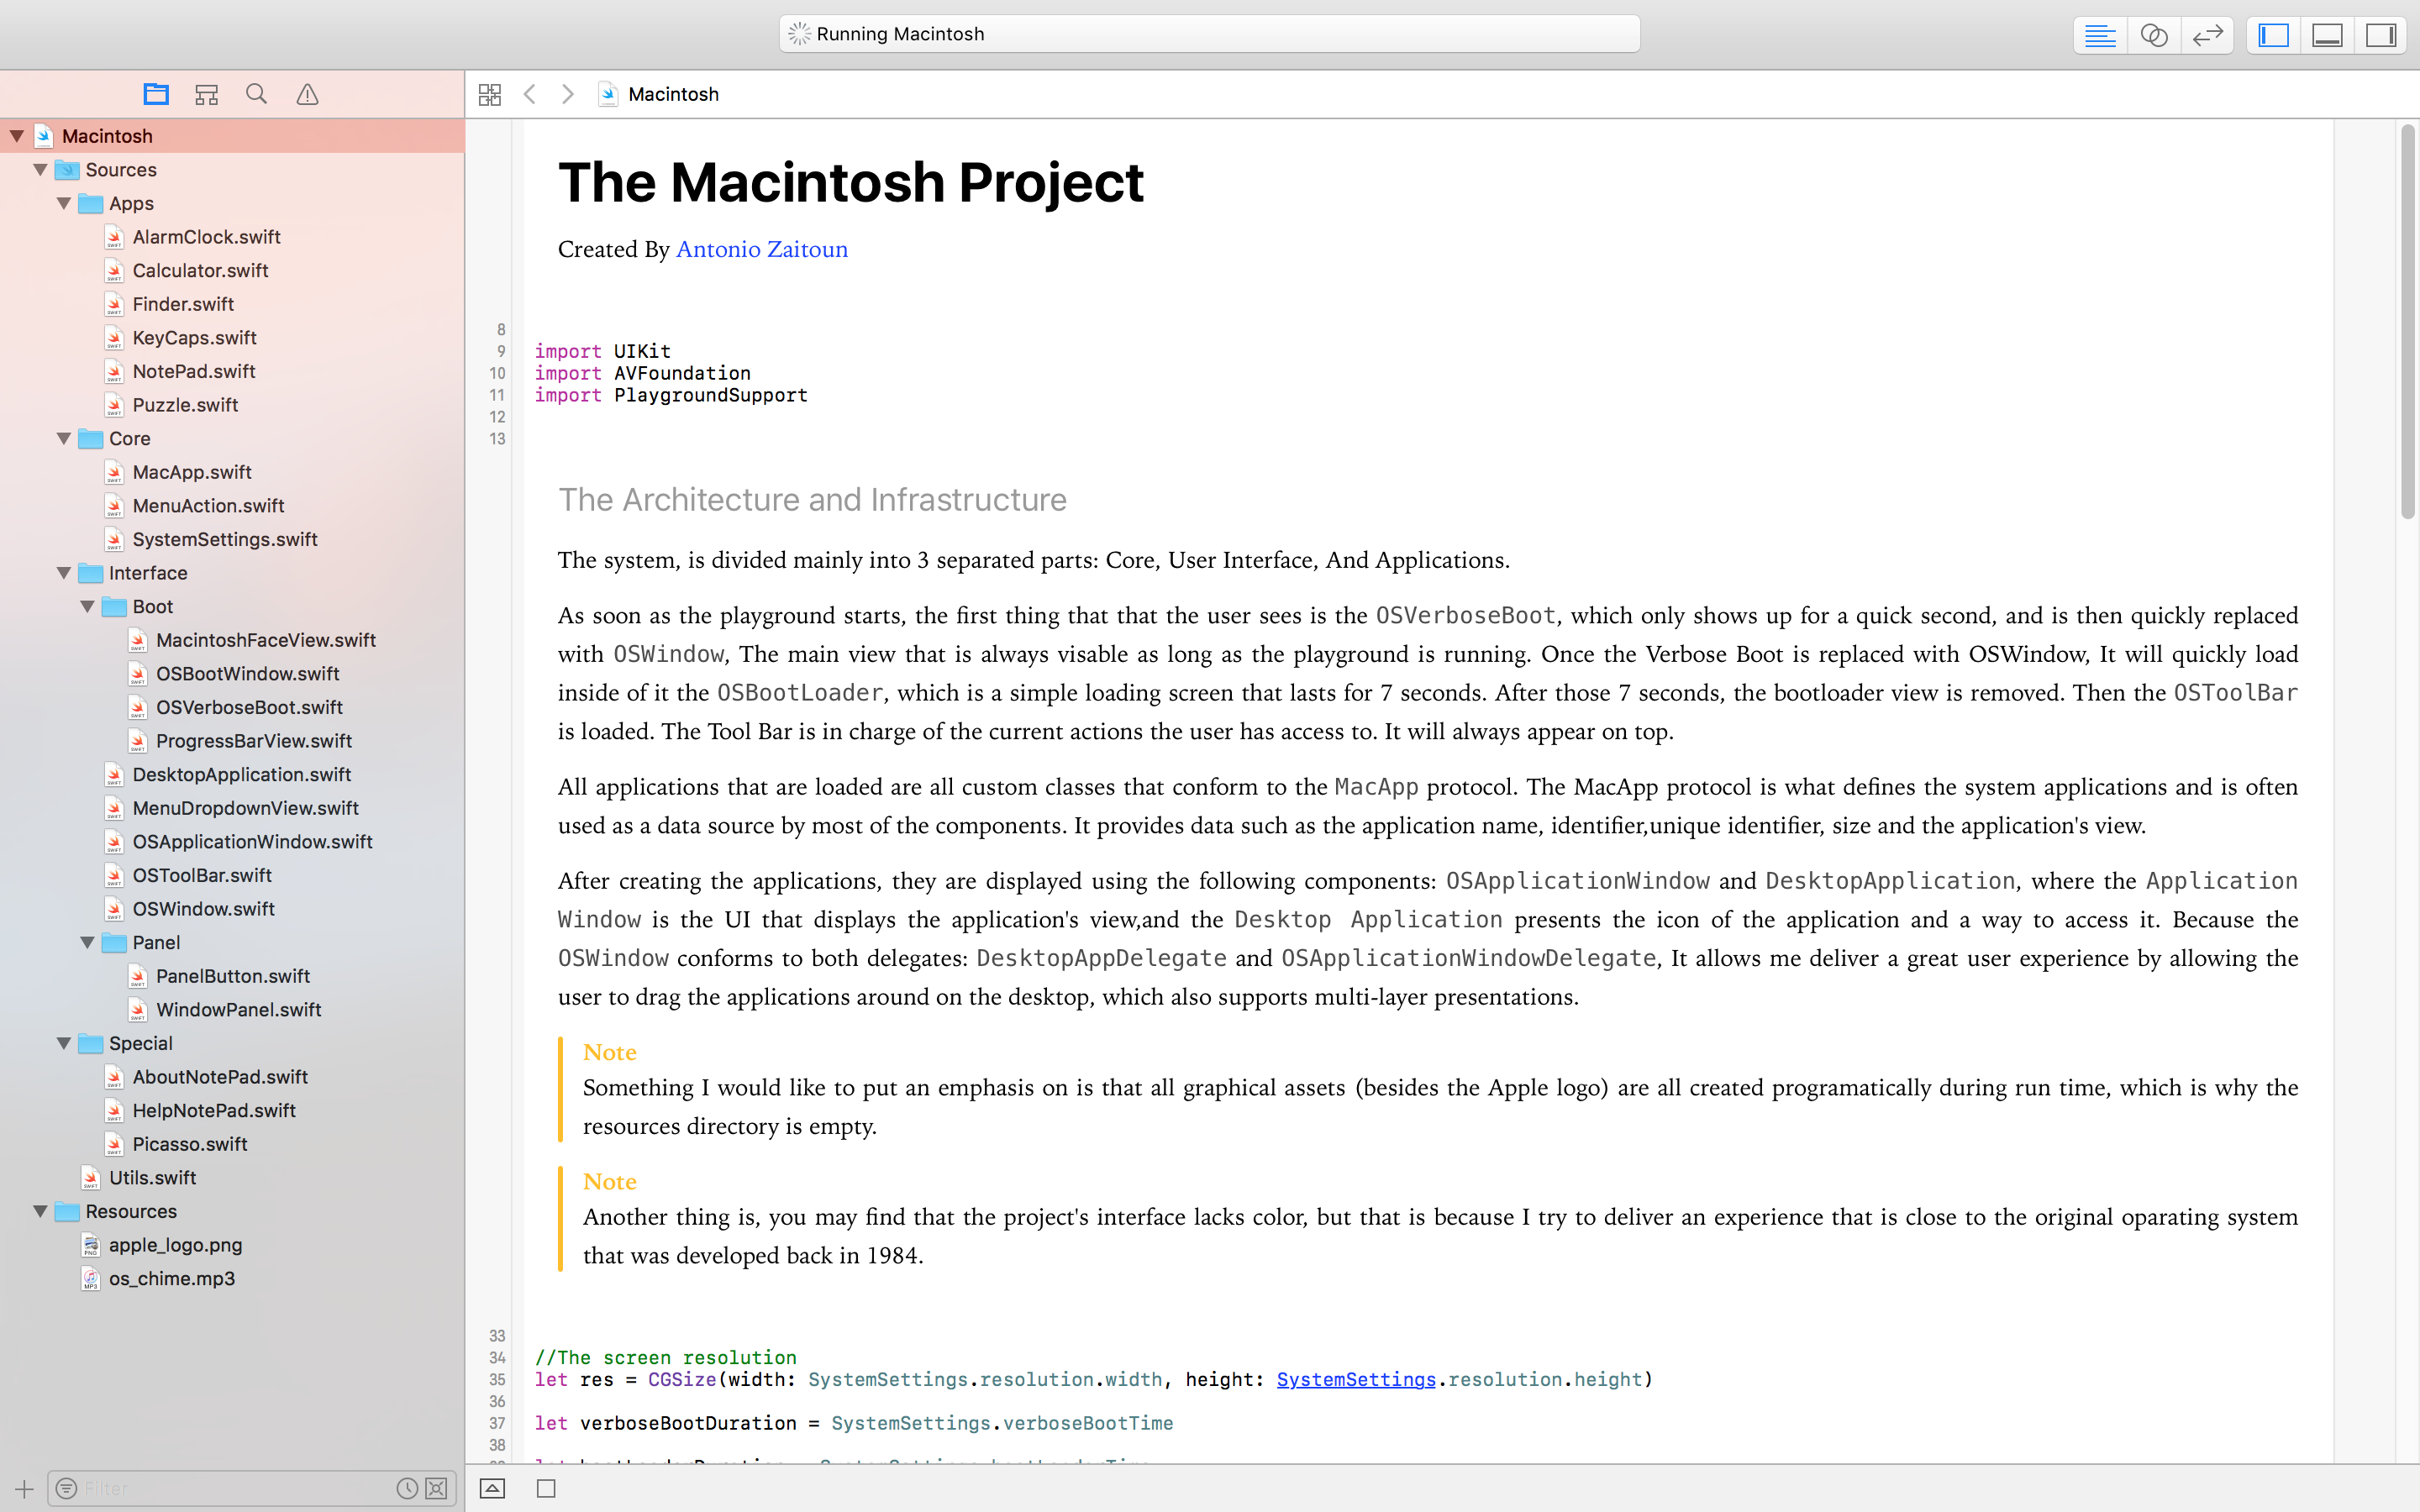 Running Macintosh
Macintosh
Macintosh
Sources
Apps
AlarmClock.swift
Calculator.swift
Finder.swift
KeyCaps.swift
NotePad.swift
Puzzle.swift
Core
MacApp.swift
MenuAction.swift
SystemSettings.swift
Interface
Boot
MacintoshFaceView.swift
OSBootWindow.swift
OSVerboseBoot.swift
ProgressBarView.swift
DesktopApplication.swift
MenuDropdownView.swift
OSApplicationWindow.swift
OSToolBar.swift
OSWindow.swift
Panel
PanelButton.swift
WindowPanel.swift
Special
AboutNotePad.swift
HelpNotePad.swift
Picasso.swift
Utils.swift
Resources
apple_logo.png
os_chime.mp3
Filter
The Macintosh Project
Created By Antonio Zaitoun
8
9 import UIKit
10 import AVFoundation
11 import PlaygroundSupport
12
13
The Architecture and Infrastructure
The system, is divided mainly into 3 separated parts: Core, User Interface, And Applications.
As soon as the playground starts, the first thing that that the user sees is the OSVerboseBoot, which only shows up for a quick second, and is then quickly replaced
with OSWindow, The main view that is always visable as long as the playground is running. Once the Verbose Boot is replaced with OSWindow, It will quickly load
inside of it the OSBootLoader, which is a simple loading screen that lasts for 7 seconds. After those 7 seconds, the bootloader view is removed. Then the OSToolBar
is loaded. The Tool Bar is in charge of the current actions the user has access to. It will always appear on top.
All applications that are loaded are all custom classes that conform to the MacApp protocol. The MacApp protocol is what defines the system applications and is often
used as a data source by most of the components. It provides data such as the application name, identifier,unique identifier, size and the application's view.
After creating the applications, they are displayed using the following components: OSApplicationWindow and DesktopApplication, where the Application
Window is the UI that displays the application's view,and the Desktop Application presents the icon of the application and a way to access it. Because the
OSWindow conforms to both delegates: DesktopAppDelegate and OSApplicationWindowDelegate, It allows me deliver a great user experience by allowing the
user to drag the applications around on the desktop, which also supports multi-layer presentations.
Note
Something I would like to put an emphasis on is that all graphical assets (besides the Apple logo) are all created programatically during run time, which is why the
resources directory is empty.
Note
Another thing is, you may find that the project's interface lacks color, but that is because I try to deliver an experience that is close to the original oparating system
that was developed back in 1984.
33
34 //The screen resolution
35 let res = CGSize(width: SystemSettings.resolution.width, height: SystemSettings.resolution.height)
36
37 let verboseBootDuration = SystemSettings.verboseBootTime
38